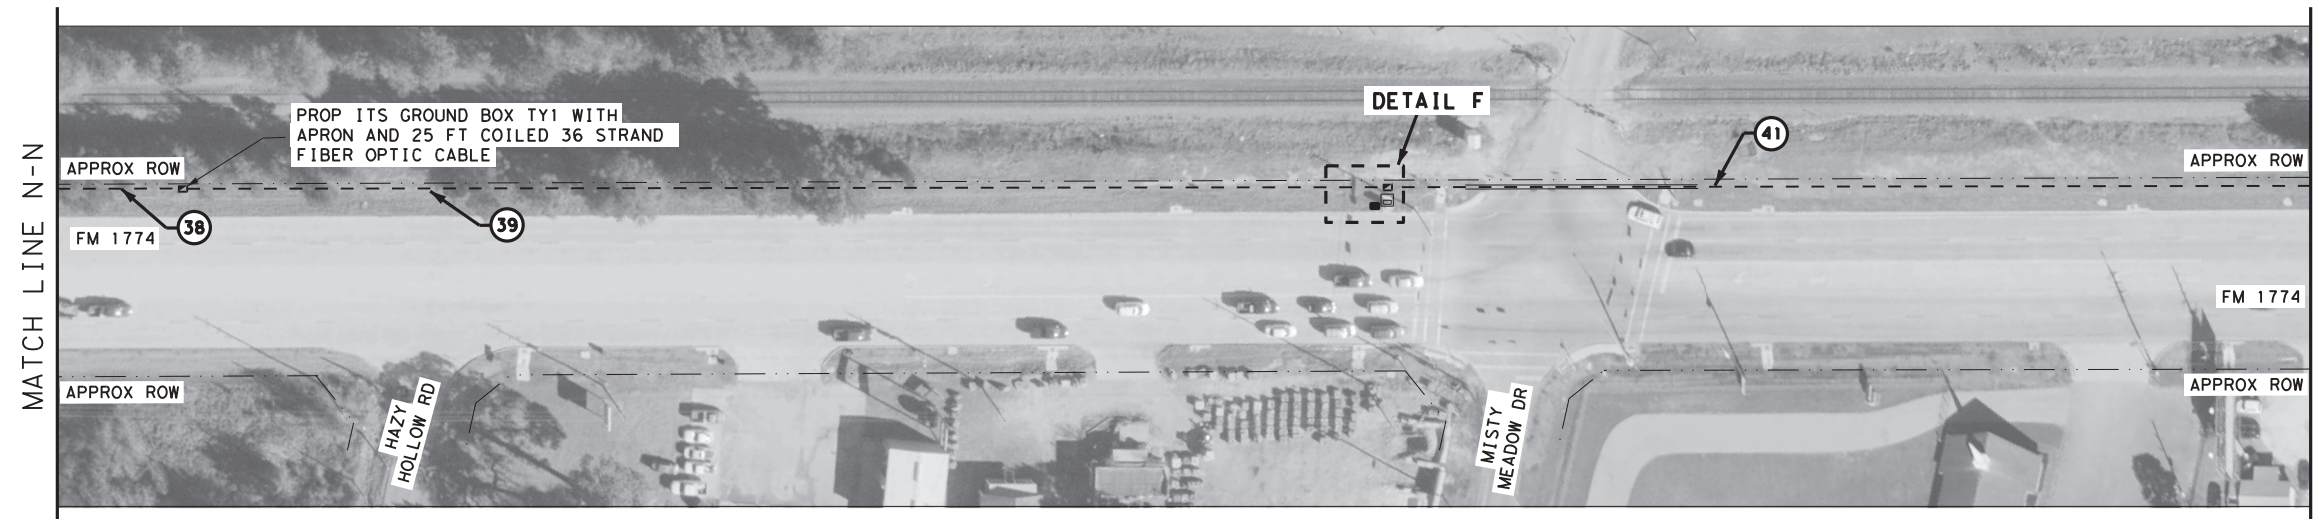 MATCH LINE N-N
PROP ITS GROUND BOX TY1 WITH
APRON AND 25 FT COILED 36 STRAND
FIBER OPTIC CABLE
DETAIL F
41
APPROX ROW
APPROX ROW
38
39
FM 1774
FM 1774
APPROX ROW
APPROX ROW
HAZY
HOLLOW RD
MISTY
MEADOW DR